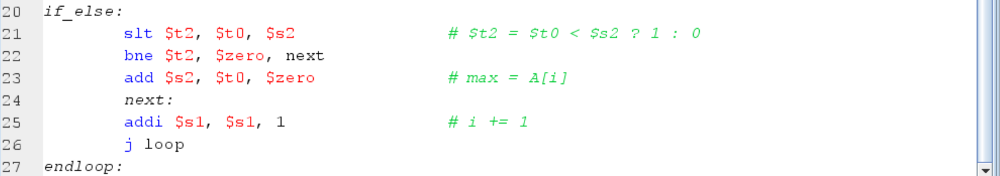 20 if_else:
21 slt $t2, $t0, $s2 # $t2 = $t0 < $s2 ? 1 : 0
22 bne $t2, $zero, next
23 add $s2, $t0, $zero # max = A[i]
24 next:
25 addi $s1, $s1, 1 # i += 1
26 j loop
27 endloop: